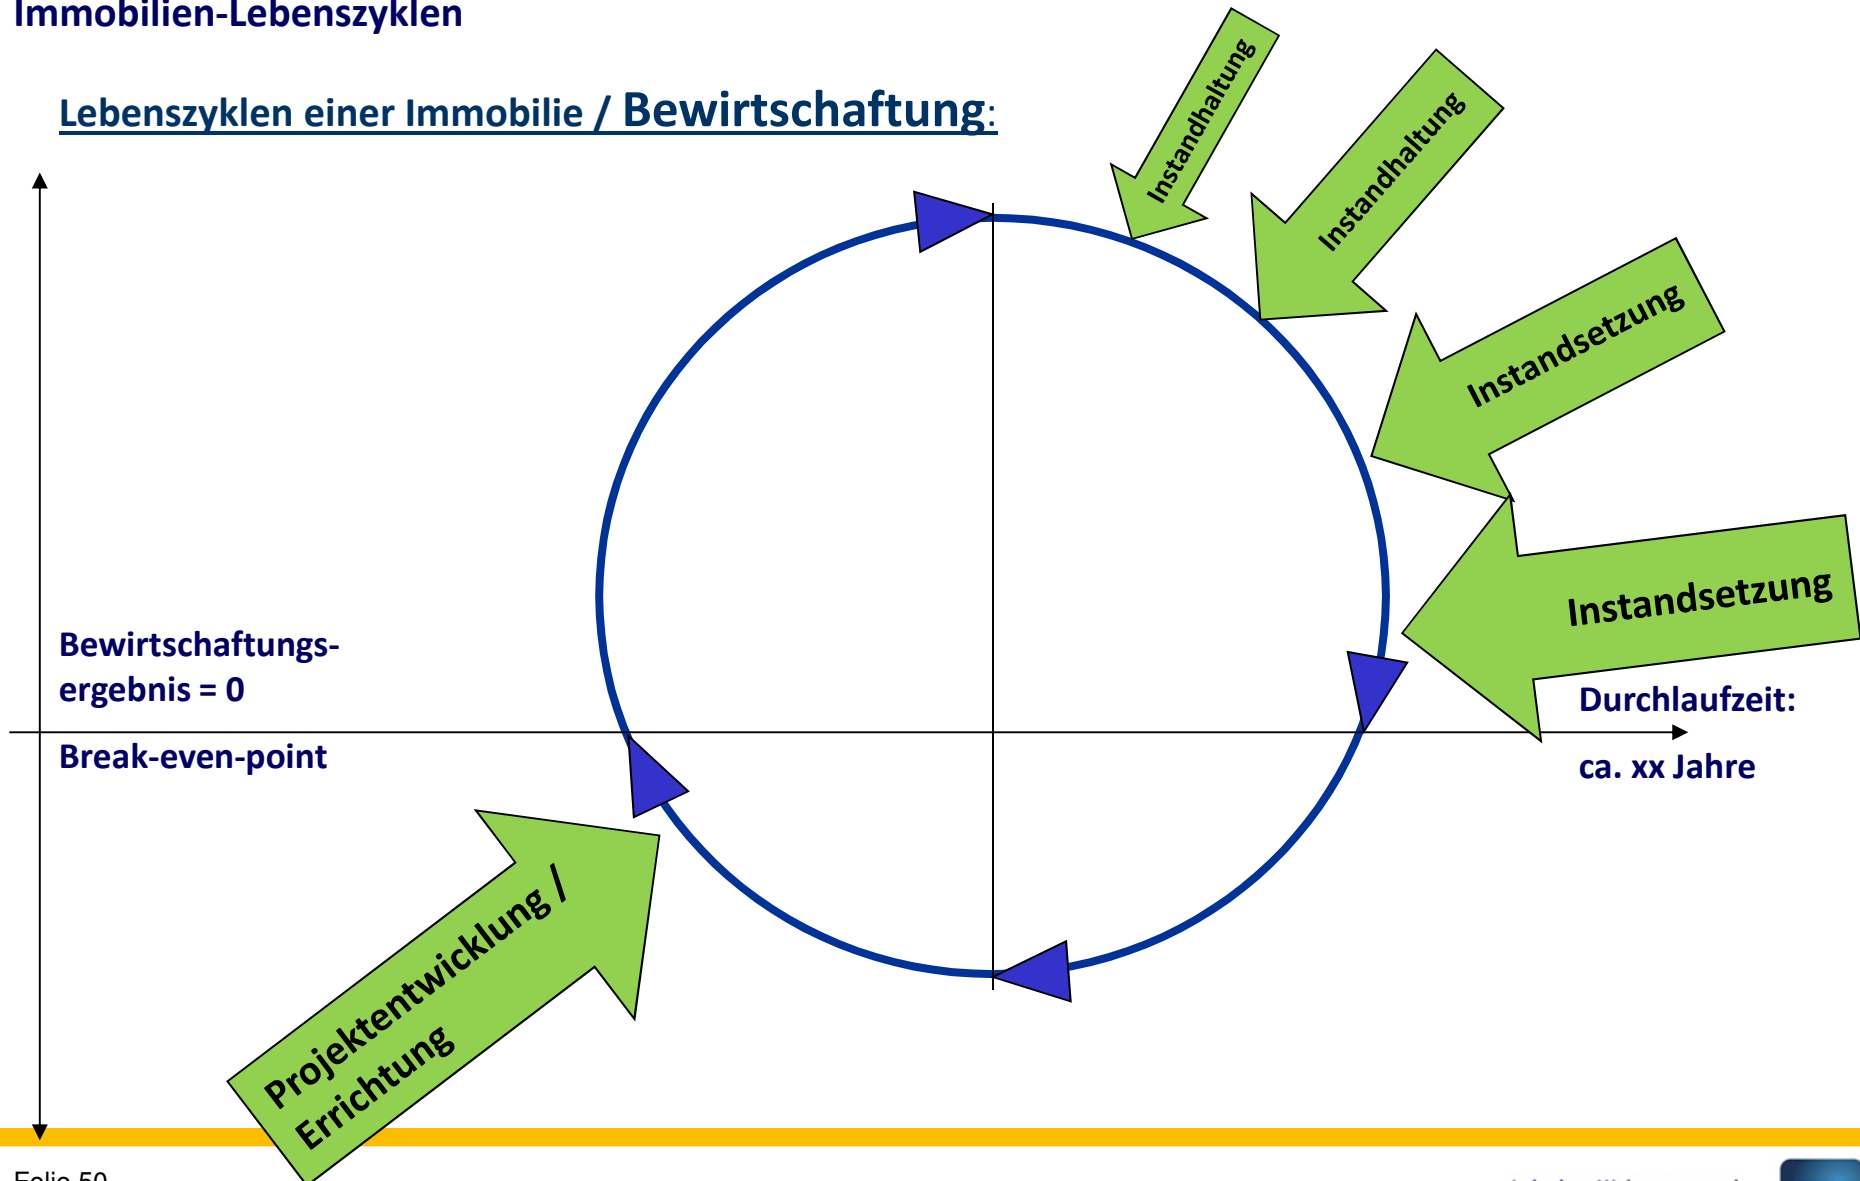 Immobilien-Lebenszyklen
Lebenszyklen einer Immobilie / Bewirtschaftung:
Instandhaltung
Instandhaltung
Instandsetzung
Instandsetzung
Bewirtschaftungs-
ergebnis = 0
Break-even-point
Durchlaufzeit:
ca. xx Jahre
Projektentwicklung /
Errichtung
Folie 50